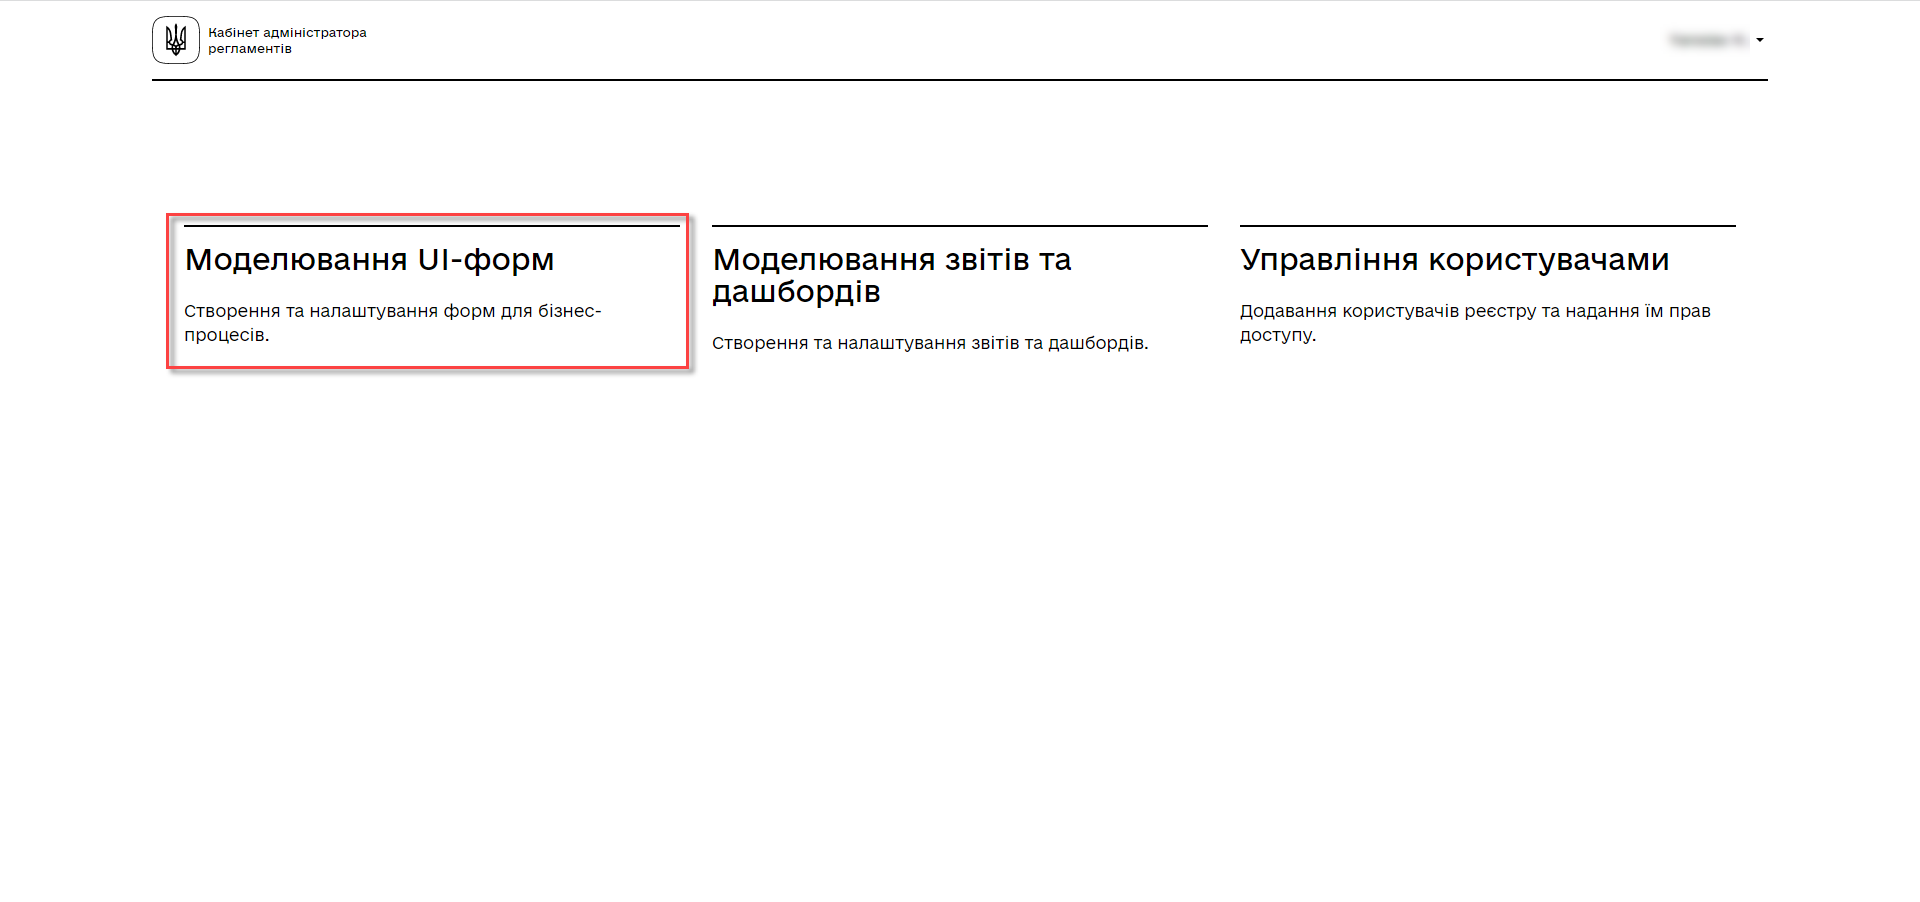 Кабінет адміністратора
регламентів
Моделювання UI-форм
Створення та налаштування форм для бізнес-
процесів.
Моделювання звітів та
дашбордів
Створення та налаштування звітів та дашбордів.
Управління користувачами
Додавання користувачів реєстру та надання їм прав
доступу.